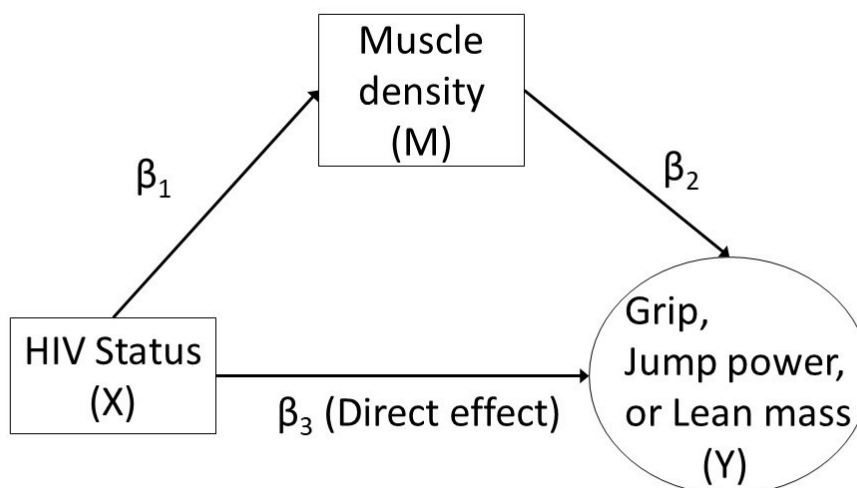 Muscle
density
(M)
β₁
β₂
HIV Status
(X)
β₃ (Direct effect)
Grip,
Jump power,
or Lean mass
(Y)